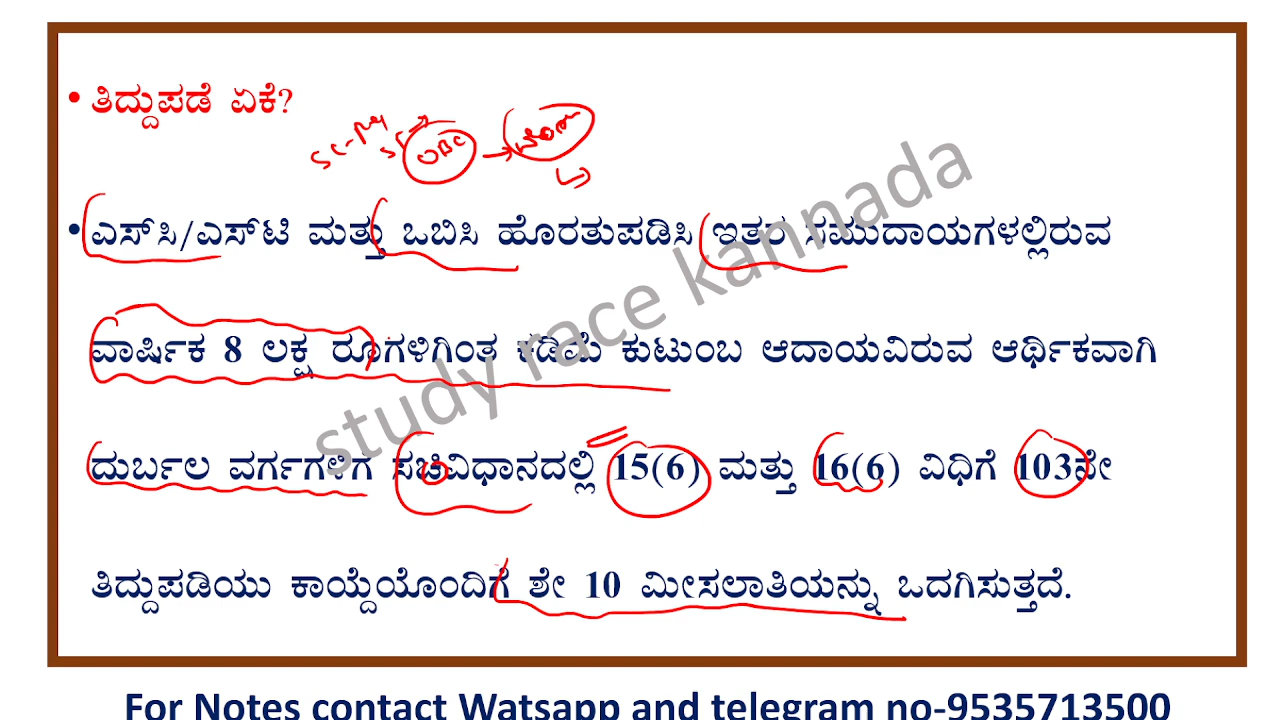 • ತಿದ್ದುಪಡೆ ಏಕೆ?
OBC
• ಎಸ್‌ಸಿ/ಎಸ್‌ಟಿ ಮತ್ತು ಒಬಿಸಿ ಹೊರತುಪಡಿಸಿ ಇತರ ಸಮುದಾಯಗಳಲ್ಲಿರುವ
ವಾರ್ಷಿಕ 8 ಲಕ್ಷ ರೂಗಳಿಗಿಂತ ಕಡಿಮೆ ಕುಟುಂಬ ಆದಾಯವಿರುವ ಆರ್ಥಿಕವಾಗಿ
ದುರ್ಬಲ ವರ್ಗಗಳಿಗೆ ಸಚಿವಿಧಾನದಲ್ಲಿ 15(6) ಮತ್ತು 16(6) ವಿಧಿಗೆ 103ನೇ
ತಿದ್ದುಪಡಿಯು ಕಾಯ್ದೆಯೊಂದಿಗೆ ಶೇ 10 ಮೀಸಲಾತಿಯನ್ನು ಒದಗಿಸುತ್ತದೆ.
study race kannada
For Notes contact Watsapp and telegram no-9535713500